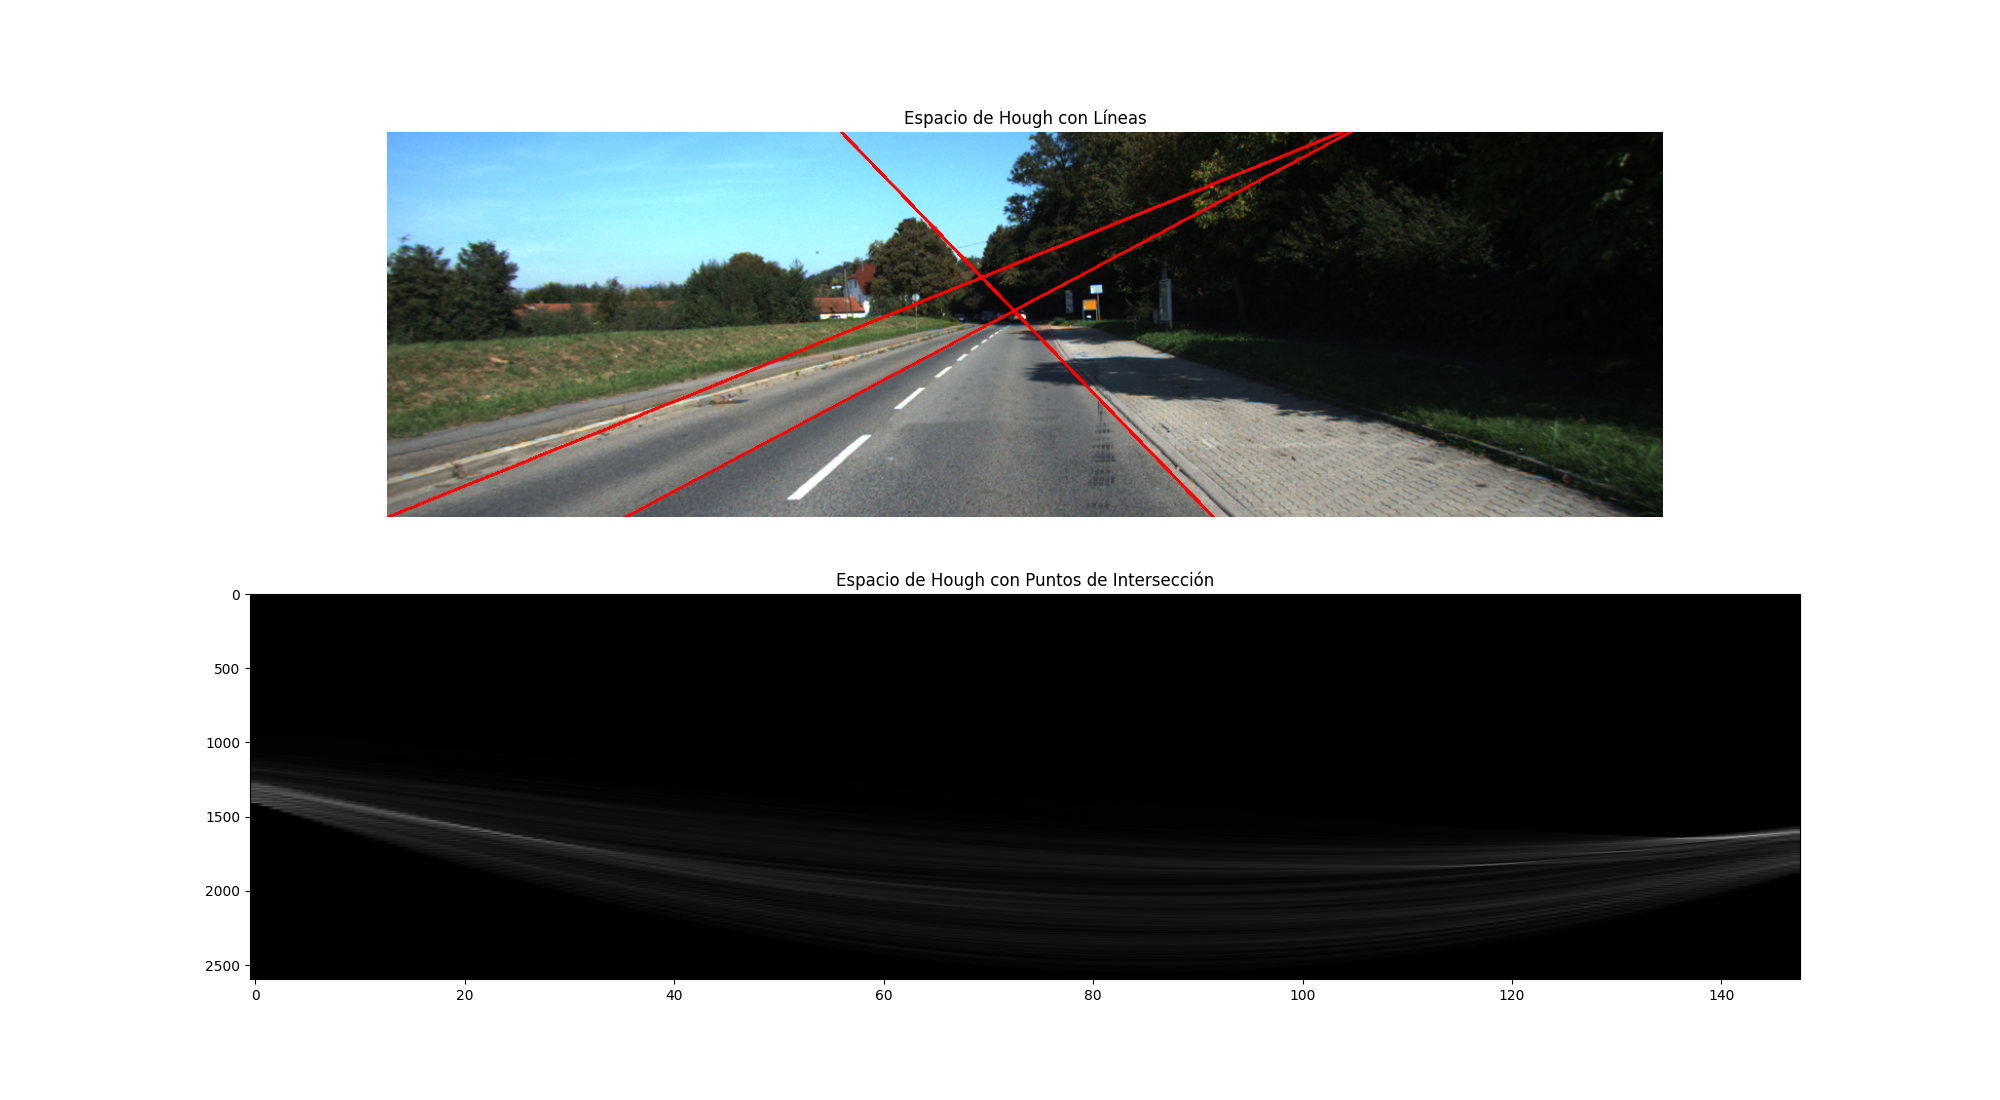 Espacio de Hough con Líneas
Espacio de Hough con Puntos de Intersección
0
500
1000
1500
2000
2500
0 20 40 60 80 100 120 140